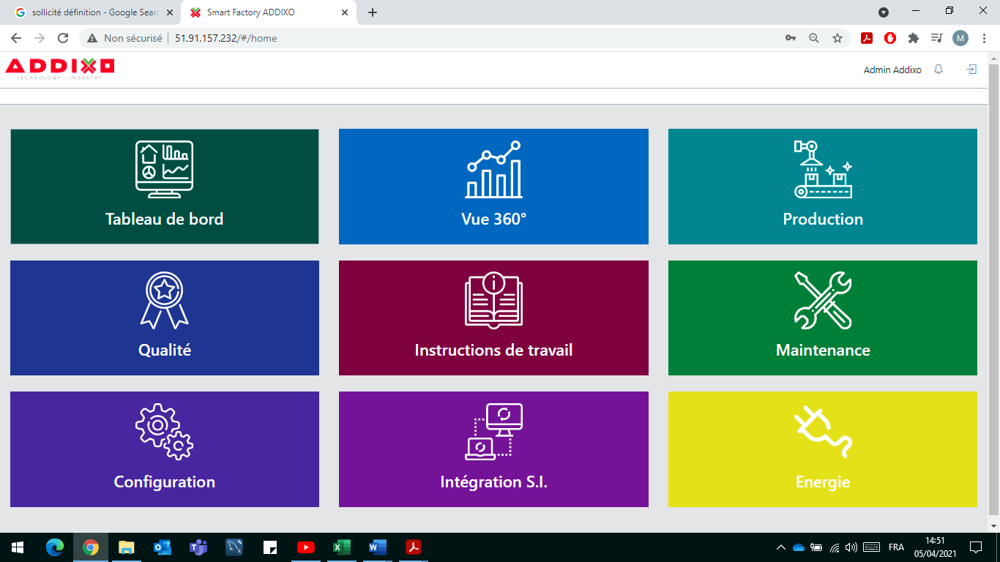 sollicité définition - Google Searc
Smart Factory ADDIXO
Non sécurisé
51.91.157.232/#/home
M
ADDIXO
TECHNOLOGY - INDUSTRY
Admin Addixo
Tableau de bord
Vue 360°
Production
Qualité
Instructions de travail
Maintenance
Configuration
Intégration S.I.
Energie
FRA
14:51
05/04/2021